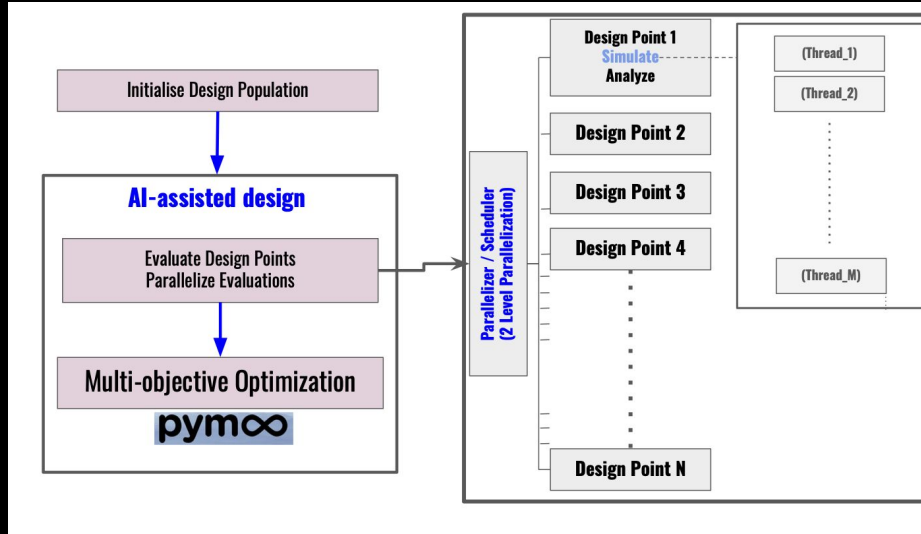 Initialise Design Population
AI-assisted design
Evaluate Design Points
Parallelize Evaluations
Multi-objective Optimization
pymoo
Parallelizer / Scheduler
(2 Level Parallelization)
Design Point 1
Simulate
Analyze
Design Point 2
Design Point 3
Design Point 4
Design Point N
(Thread_1)
(Thread_2)
(Thread_M)